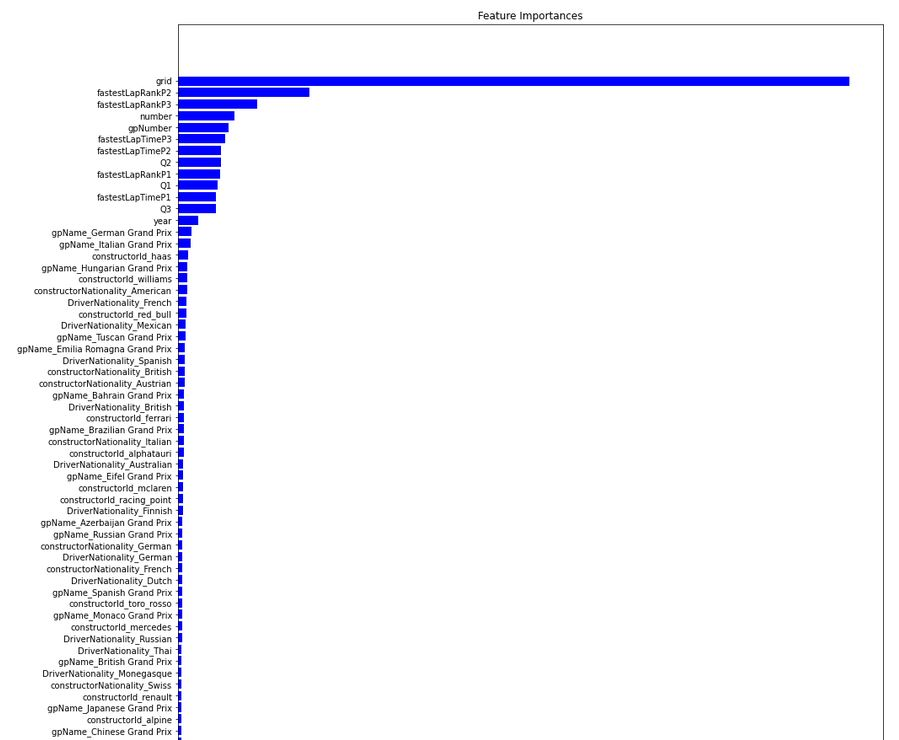 Feature Importances
grid
fastestLapRankP2
fastestLapRankP3
number
gpNumber
fastestLapTimeP3
fastestLapTimeP2
Q2
fastestLapRankP1
Q1
fastestLapTimeP1
Q3
year
gpName_German Grand Prix
gpName_Italian Grand Prix
constructorId_haas
gpName_Hungarian Grand Prix
constructorId_williams
constructorNationality_American
DriverNationality_French
constructorId_red_bull
DriverNationality_Mexican
gpName_Tuscan Grand Prix
gpName_Emilia Romagna Grand Prix
DriverNationality_Spanish
constructorNationality_British
constructorNationality_Austrian
gpName_Bahrain Grand Prix
DriverNationality_British
constructorId_ferrari
gpName_Brazilian Grand Prix
constructorNationality_Italian
constructorId_alphatauri
DriverNationality_Australian
gpName_Eifel Grand Prix
constructorId_mclaren
constructorId_racing_point
DriverNationality_Finnish
gpName_Azerbaijan Grand Prix
gpName_Russian Grand Prix
constructorNationality_German
DriverNationality_German
constructorNationality_French
DriverNationality_Dutch
gpName_Spanish Grand Prix
constructorId_toro_rosso
gpName_Monaco Grand Prix
constructorId_mercedes
DriverNationality_Russian
DriverNationality_Thai
gpName_British Grand Prix
DriverNationality_Monegasque
constructorNationality_Swiss
constructorId_renault
gpName_Japanese Grand Prix
constructorId_alpine
gpName_Chinese Grand Prix